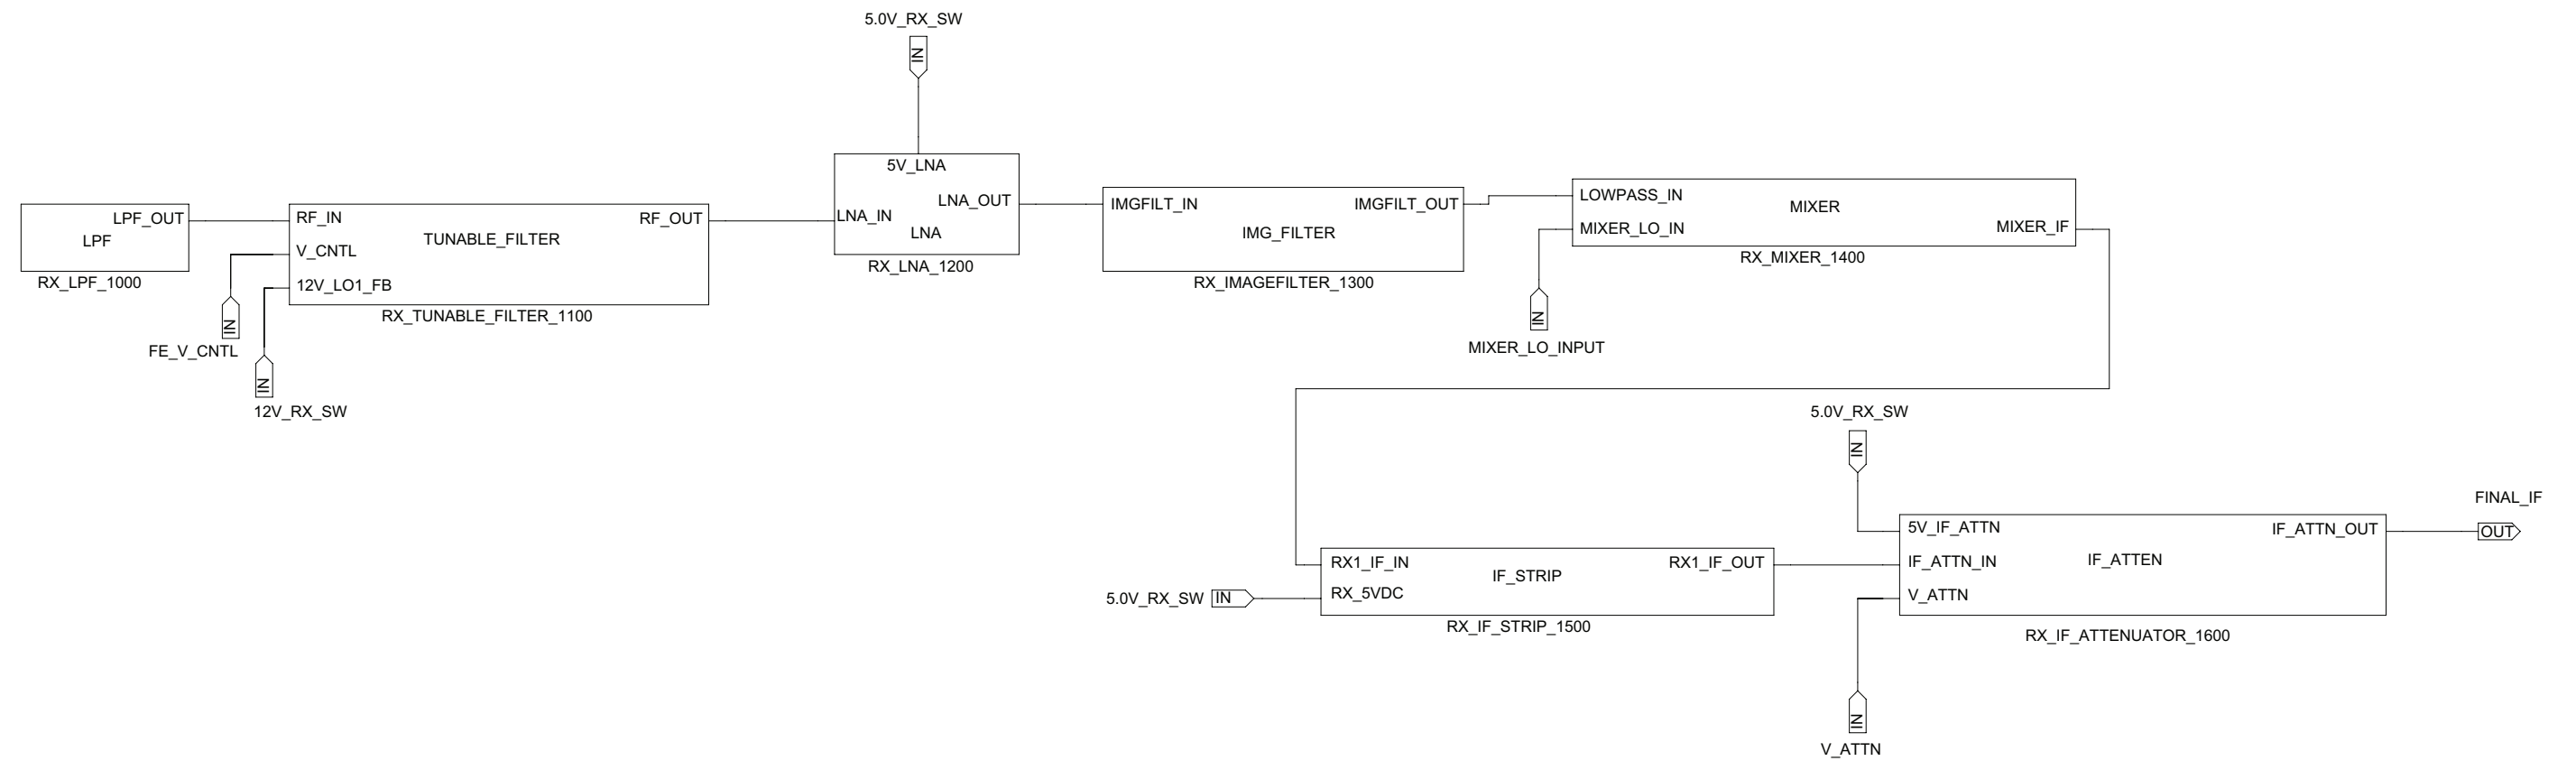 5.0V_RX_SW
IN
5V_LNA
LNA_OUT
LNA_IN
LNA
RX_LNA_1200
LPF_OUT
LPF
RX_LPF_1000
RF_IN
RF_OUT
TUNABLE_FILTER
V_CNTL
12V_LO1_FB
RX_TUNABLE_FILTER_1100
IN
FE_V_CNTL
IN
12V_RX_SW
IMGFILT_IN
IMGFILT_OUT
IMG_FILTER
RX_IMAGEFILTER_1300
LOWPASS_IN
MIXER
MIXER_LO_IN
MIXER_IF
RX_MIXER_1400
IN
MIXER_LO_INPUT
5.0V_RX_SW
IN
RX1_IF_IN
RX1_IF_OUT
IF_STRIP
5.0V_RX_SW
IN
RX_5VDC
RX_IF_STRIP_1500
5V_IF_ATTN
IF_ATTN_OUT
IF_ATTN_IN
IF_ATTEN
V_ATTN
RX_IF_ATTENUATOR_1600
FINAL_IF
OUT
IN
V_ATTN